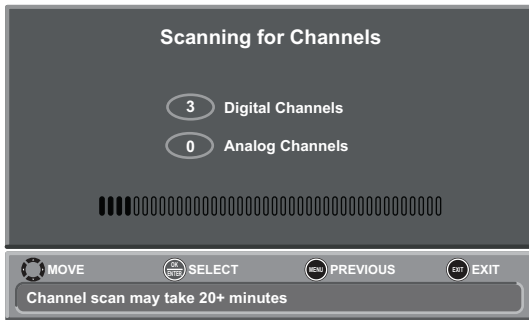 Scanning for Channels
3 Digital Channels
0 Analog Channels
MOVE OK ENTER SELECT MENU PREVIOUS EXIT EXIT
Channel scan may take 20+ minutes